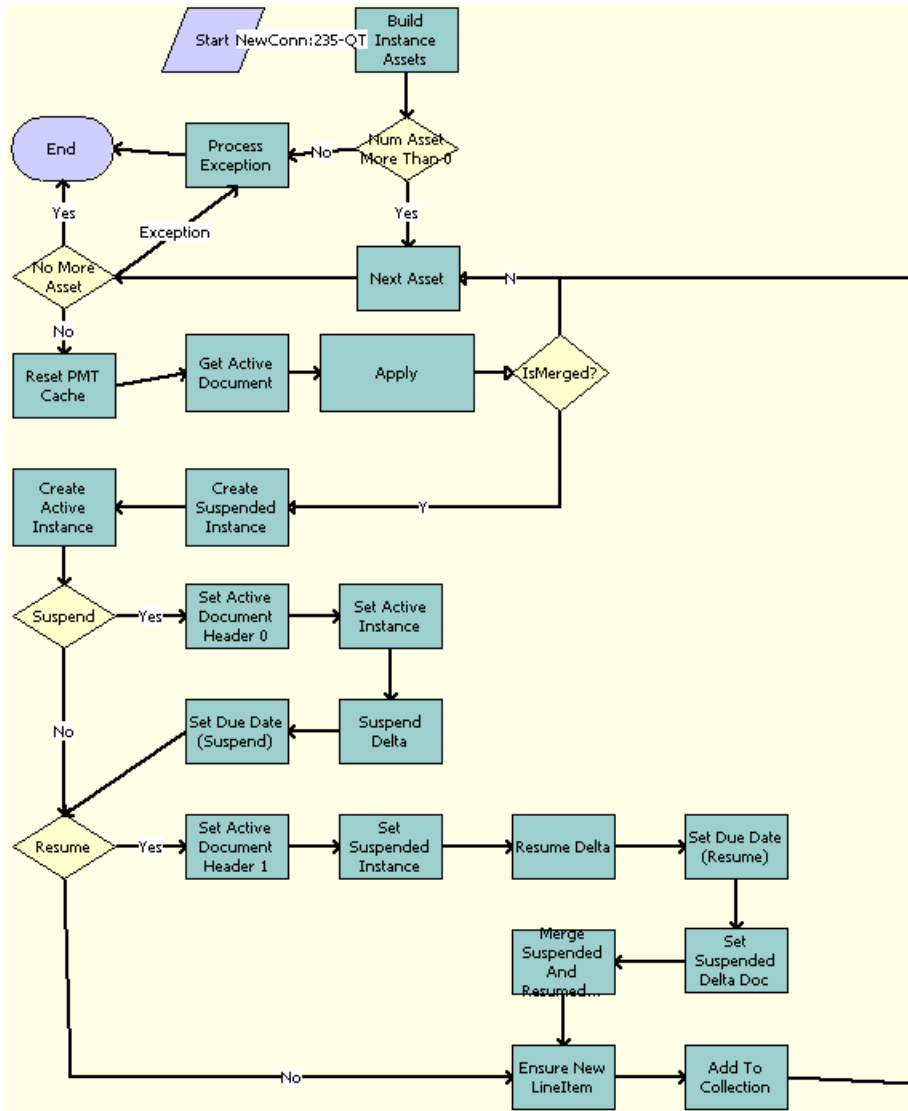 Start
NewConn:235-QT
Build
Instance
Assets
End
Process
Exception
No
Num Asset
More Than 0
Yes
Yes
Exception
No More
Asset
Next Asset
N
No
Reset PMT
Cache
Get Active
Document
Apply
IsMerged?
Create
Active
Instance
Create
Suspended
Instance
Y
Suspend
Yes
Set Active
Document
Header 0
Set Active
Instance
No
Set Due Date
(Suspend)
Suspend
Delta
Resume
Yes
Set Active
Document
Header 1
Set
Suspended
Instance
Resume Delta
Set Due Date
(Resume)
Merge
Suspended
And
Resumed...
Set
Suspended
Delta Doc
No
Ensure New
LineItem
Add To
Collection